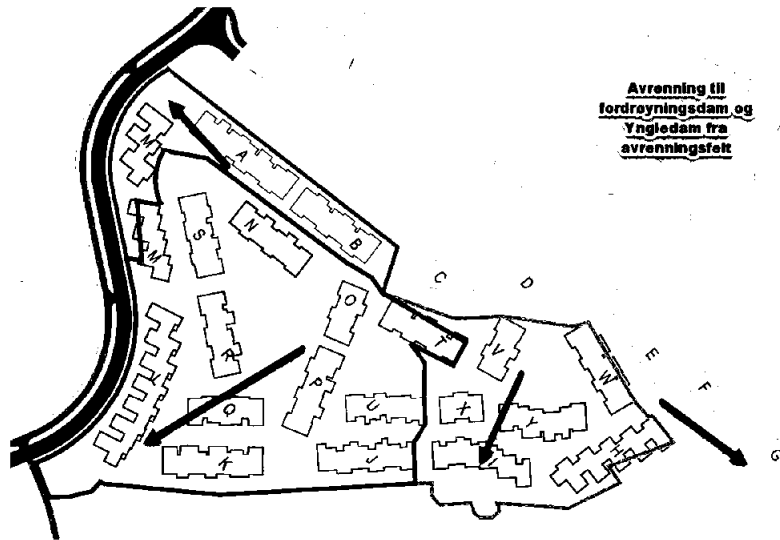 Avrenning til
fordrøyningsdam og
Yngledam fra
avrenningsfelt
M
A
B
M
S
N
C
D
O
T
V
E
F
R
P
W
L
Q
U
X
Y
G
K
J
I
H